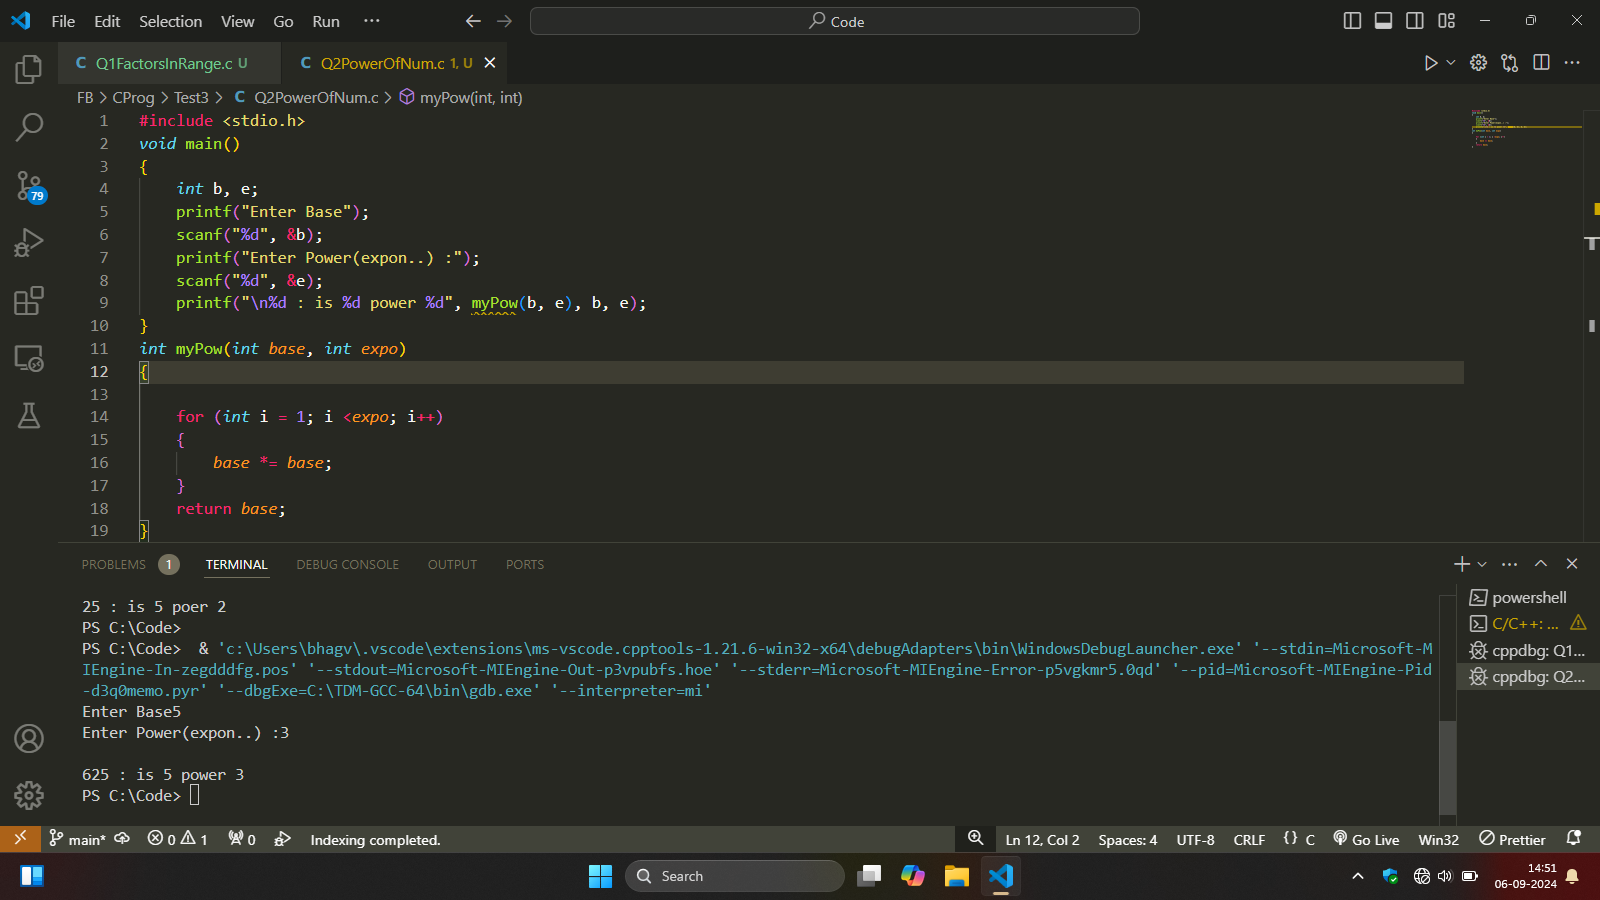 File Edit Selection View Go Run ··· Code
C Q1FactorsInRange.c U C Q2PowerOfNum.c 1, U
FB > CProg > Test3 > C Q2PowerOfNum.c > myPow(int, int)
1 #include <stdio.h>
2 void main()
3 {
4 int b, e;
5 printf("Enter Base");
6 scanf("%d", &b);
7 printf("Enter Power(expon..) :");
8 scanf("%d", &e);
9 printf("\n%d : is %d power %d", myPow(b, e), b, e);
10 }
11 int myPow(int base, int expo)
12 {
13
14 for (int i = 1; i <expo; i++)
15 {
16 base *= base;
17 }
18 return base;
19 }
79
PROBLEMS 1 TERMINAL DEBUG CONSOLE OUTPUT PORTS
25 : is 5 poer 2
PS C:\Code>
PS C:\Code> & 'c:\Users\bhagv\.vscode\extensions\ms-vscode.cpptools-1.21.6-win32-x64\debugAdapters\bin\WindowsDebugLauncher.exe' '--stdin=Microsoft-M
IEngine-In-zegdddfg.pos' '--stdout=Microsoft-MIEngine-Out-p3vpubfs.hoe' '--stderr=Microsoft-MIEngine-Error-p5vgkmr5.0qd' '--pid=Microsoft-MIEngine-Pid
-d3q0memo.pyr' '--dbgExe=C:\TDM-GCC-64\bin\gdb.exe' '--interpreter=mi'
Enter Base5
Enter Power(expon..) :3
625 : is 5 power 3
PS C:\Code>
powershell
C/C++: ...
cppdbg: Q1...
cppdbg: Q2...
main* 0 1 0 Indexing completed. Ln 12, Col 2 Spaces: 4 UTF-8 CRLF {} C Go Live Win32 Prettier
Search
14:51
06-09-2024